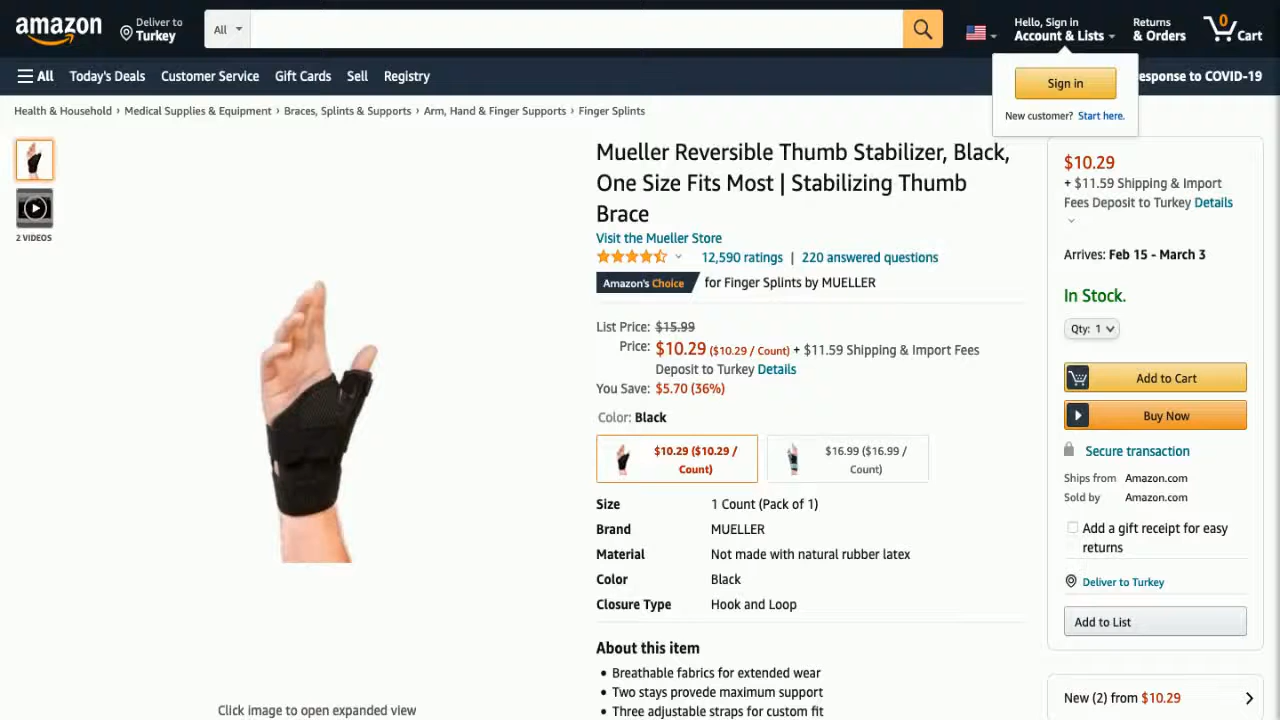 amazon
Deliver to
Turkey
All
Hello, Sign in
Account & Lists
Returns
& Orders
0
Cart
All
Today's Deals
Customer Service
Gift Cards
Sell
Registry
esponse to COVID-19
Sign in
New customer? Start here.
Health & Household › Medical Supplies & Equipment › Braces, Splints & Supports › Arm, Hand & Finger Supports › Finger Splints
2 VIDEOS
Click image to open expanded view
Mueller Reversible Thumb Stabilizer, Black,
One Size Fits Most | Stabilizing Thumb
Brace
Visit the Mueller Store
12,590 ratings | 220 answered questions
Amazon's Choice for Finger Splints by MUELLER
List Price: $15.99
Price: $10.29 ($10.29 / Count) + $11.59 Shipping & Import Fees
Deposit to Turkey Details
You Save: $5.70 (36%)
Color: Black
$10.29 ($10.29 /
Count)
$16.99 ($16.99 /
Count)
Size 1 Count (Pack of 1)
Brand MUELLER
Material Not made with natural rubber latex
Color Black
Closure Type Hook and Loop
About this item
• Breathable fabrics for extended wear
• Two stays provede maximum support
• Three adjustable straps for custom fit
$10.29
+ $11.59 Shipping & Import
Fees Deposit to Turkey Details
Arrives: Feb 15 - March 3
In Stock.
Qty: 1
Add to Cart
Buy Now
Secure transaction
Ships from Amazon.com
Sold by Amazon.com
Add a gift receipt for easy
returns
Deliver to Turkey
Add to List
New (2) from $10.29